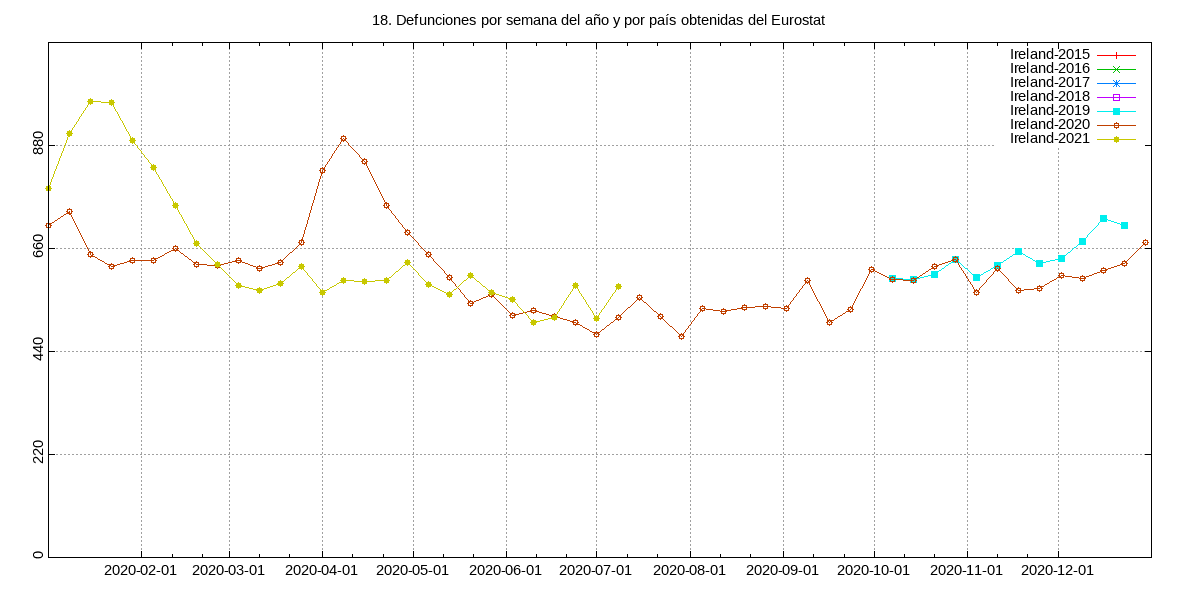 18. Defunciones por semana del año y por país obtenidas del Eurostat
Ireland-2015
Ireland-2016
Ireland-2017
Ireland-2018
Ireland-2019
Ireland-2020
Ireland-2021
880
660
440
220
0
2020-02-01 2020-03-01 2020-04-01 2020-05-01 2020-06-01 2020-07-01 2020-08-01 2020-09-01 2020-10-01 2020-11-01 2020-12-01